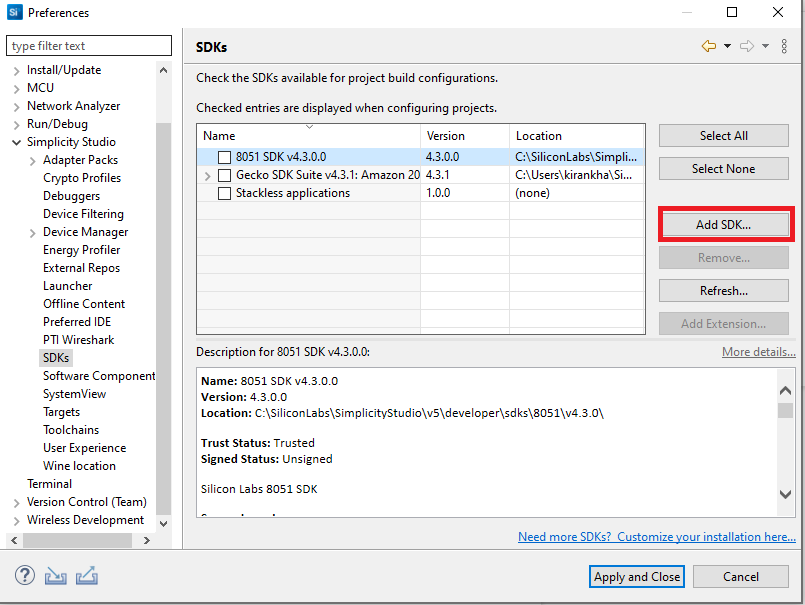 Preferences
type filter text
Install/Update
MCU
Network Analyzer
Run/Debug
Simplicity Studio
Adapter Packs
Crypto Profiles
Debuggers
Device Filtering
Device Manager
Energy Profiler
External Repos
Launcher
Offline Content
Preferred IDE
PTI Wireshark
SDKs
Software Component
SystemView
Targets
Toolchains
User Experience
Wine location
Terminal
Version Control (Team)
Wireless Development
SDKs
Check the SDKs available for project build configurations.
Checked entries are displayed when configuring projects.
Name Version Location
8051 SDK v4.3.0.0 4.3.0.0 C:\SiliconLabs\Simpli...
Gecko SDK Suite v4.3.1: Amazon 20 4.3.1 C:\Users\kirankha\Si...
Stackless applications 1.0.0 (none)
Select All
Select None
Add SDK...
Remove...
Refresh...
Add Extension...
Description for 8051 SDK v4.3.0.0:
More details...
Name: 8051 SDK v4.3.0.0
Version: 4.3.0.0
Location: C:\SiliconLabs\SimplicityStudio\v5\developer\sdks\8051\v4.3.0\
Trust Status: Trusted
Signed Status: Unsigned
Silicon Labs 8051 SDK
Need more SDKs? Customize your installation here...
Apply and Close
Cancel